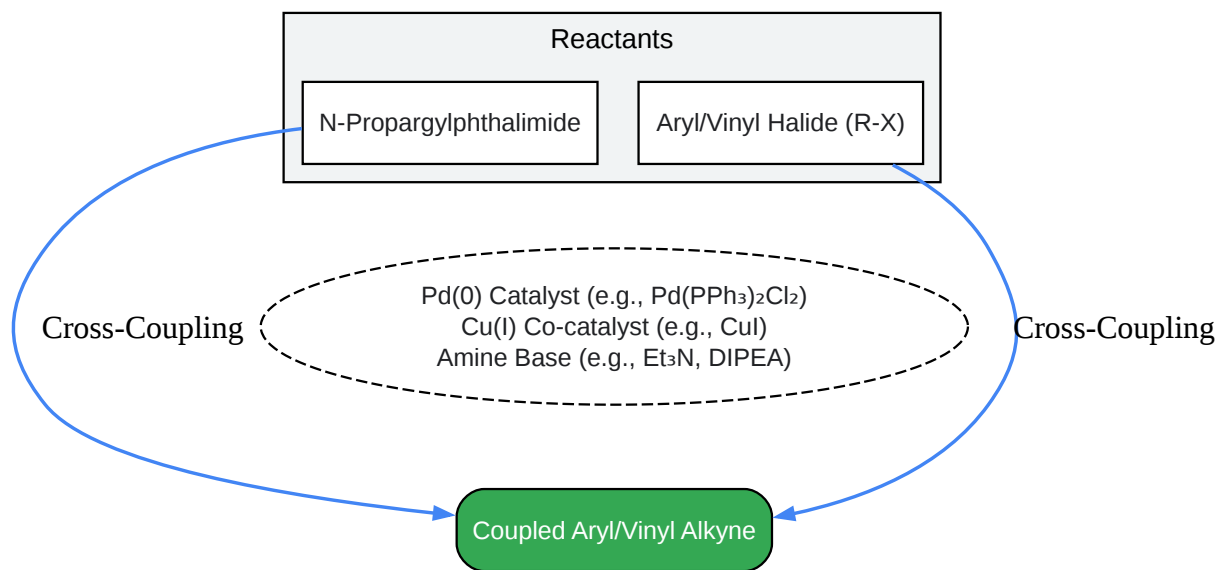 Reactants
N-Propargylphthalimide
Aryl/Vinyl Halide (R-X)
Pd(0) Catalyst (e.g., Pd(PPh₃)₂Cl₂)
Cu(I) Co-catalyst (e.g., CuI)
Amine Base (e.g., Et₃N, DIPEA)
Cross-Coupling
Cross-Coupling
Coupled Aryl/Vinyl Alkyne